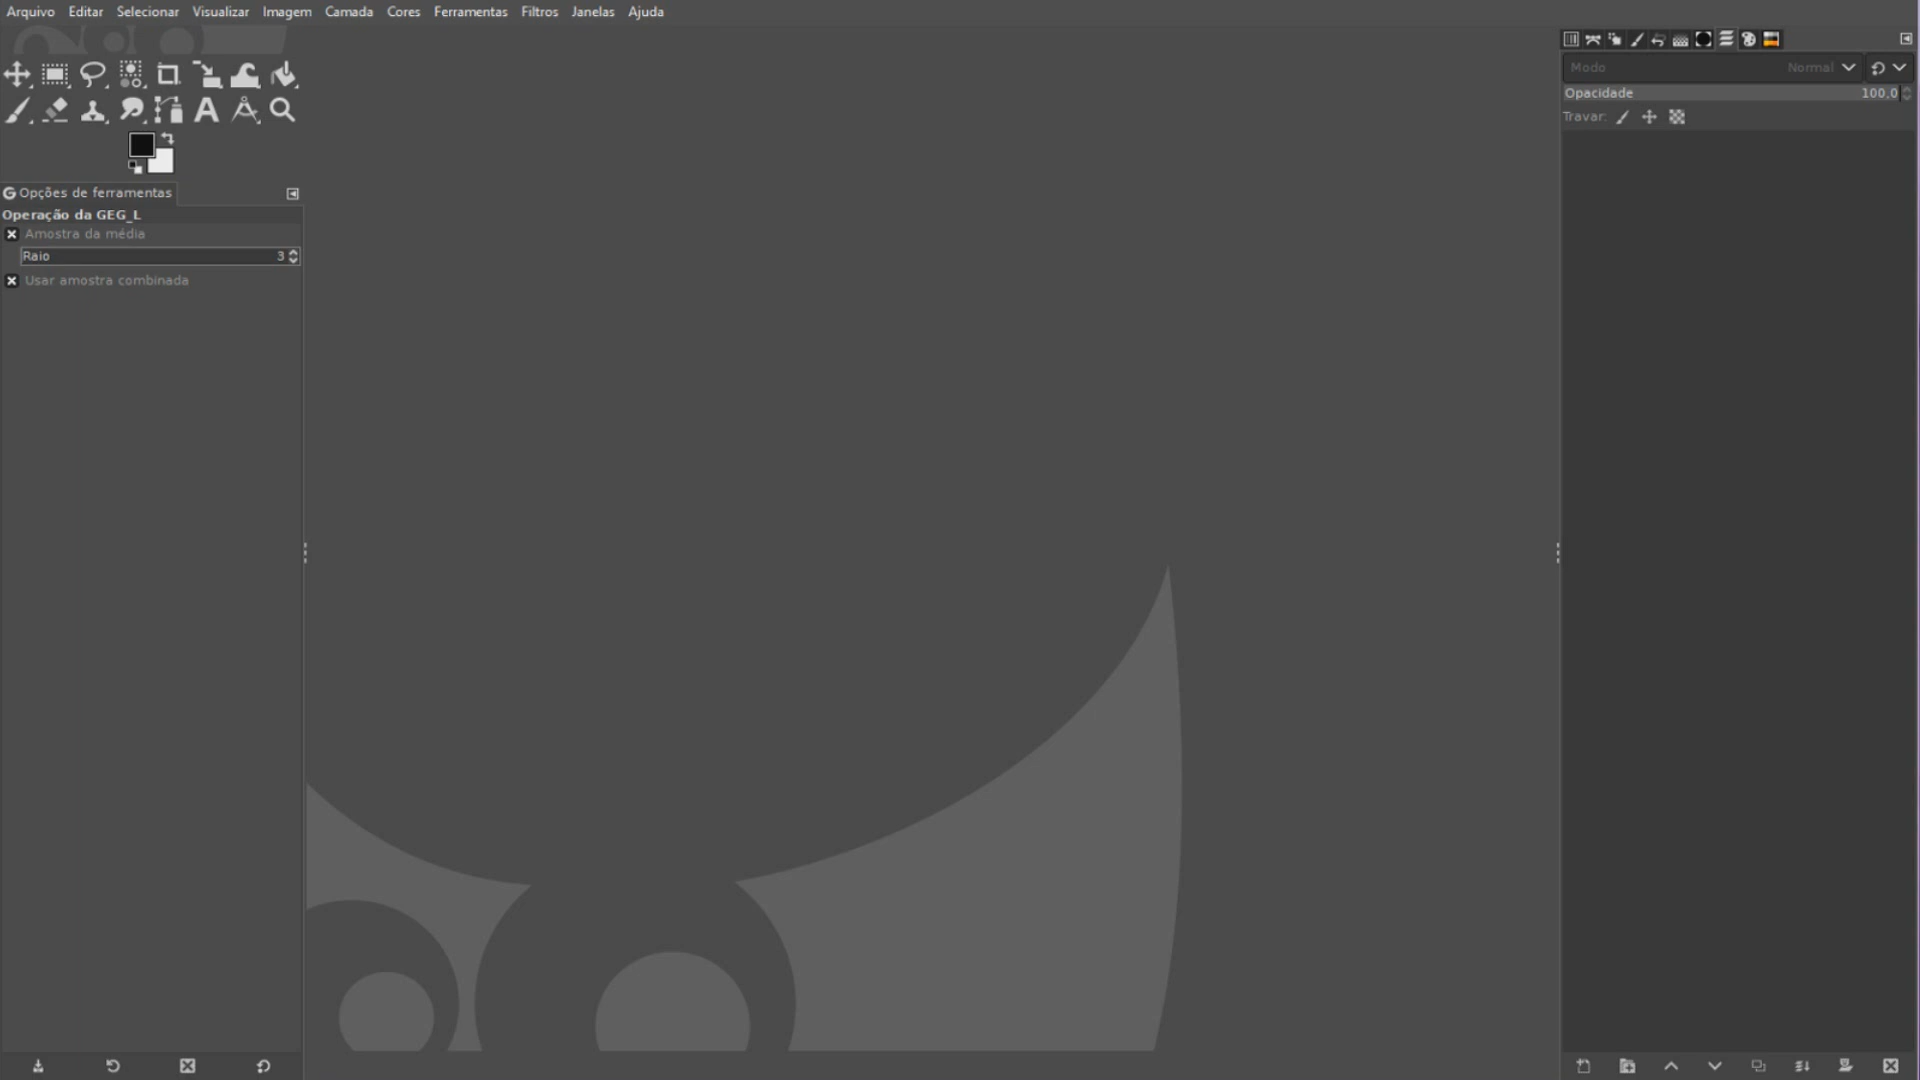 Arquivo Editar Selecionar Visualizar Imagem Camada Cores Ferramentas Filtros Janelas Ajuda
Modo Normal
Opacidade 100,0
Travar:
Opções de ferramentas
Operação da GEG_L
Amostra da média
Raio 3
Usar amostra combinada